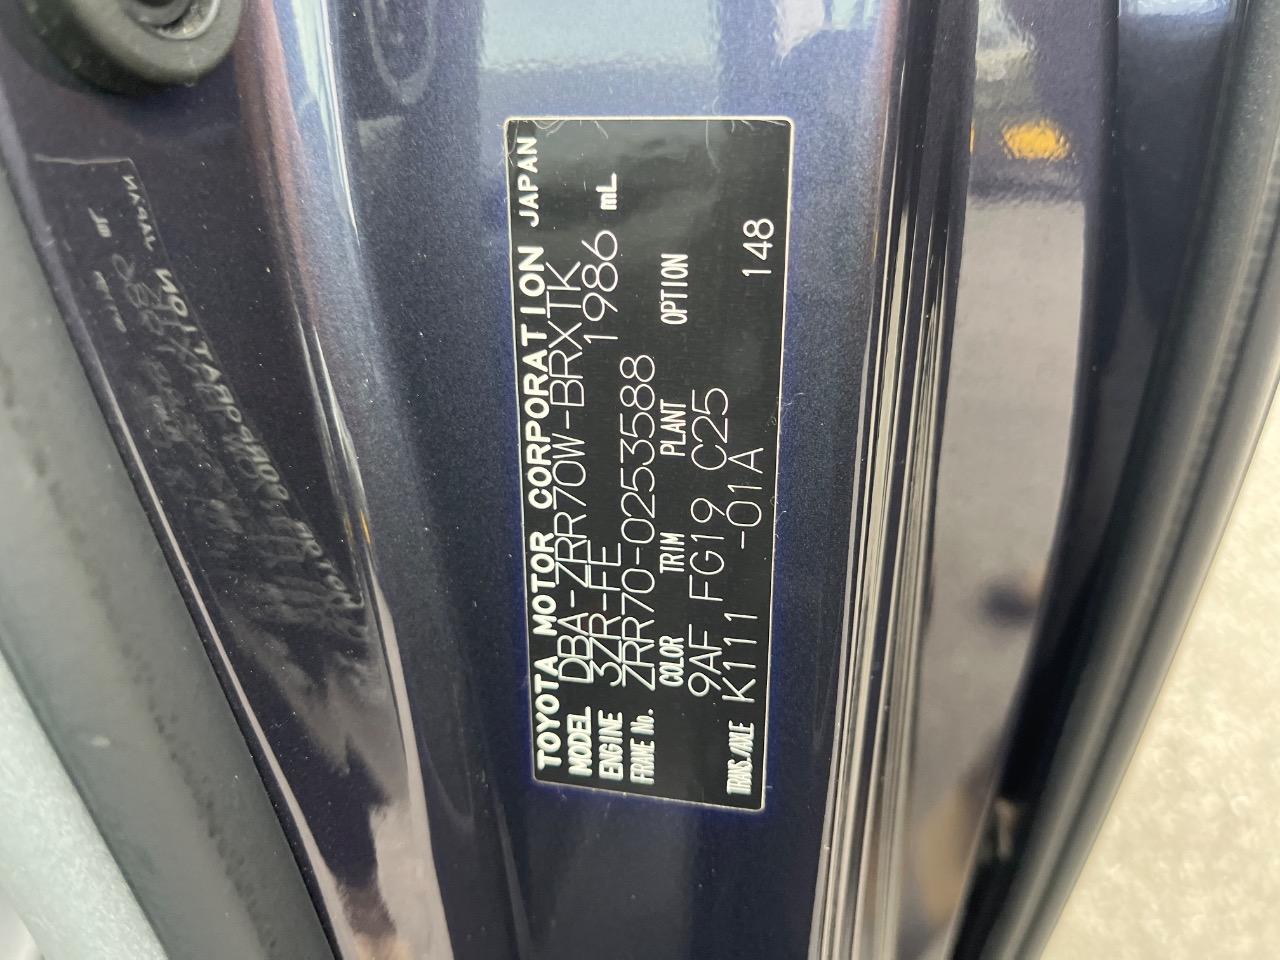 TOYOTA MOTOR CORPORATION JAPAN
MODEL DBA-ZRR70W-BRXTK
ENGINE 3ZR-FE 1986 mL
FRAME No. ZRR70-0253588
COLOR TRIM PLANT OPTION
9AF FG19 C25
TRANS./AXLE K111 -01A 148